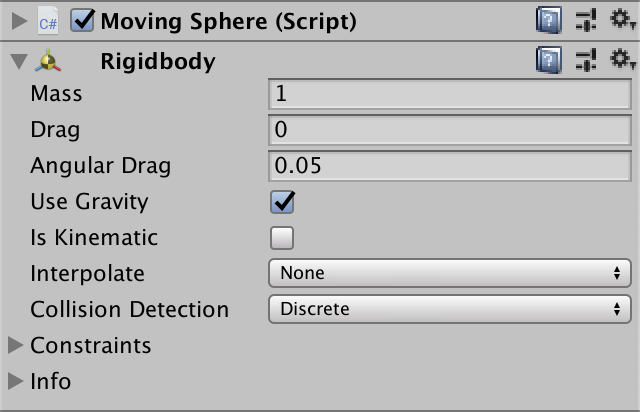 C# Moving Sphere (Script)
Rigidbody
Mass 1
Drag 0
Angular Drag 0.05
Use Gravity
Is Kinematic
Interpolate None
Collision Detection Discrete
Constraints
Info